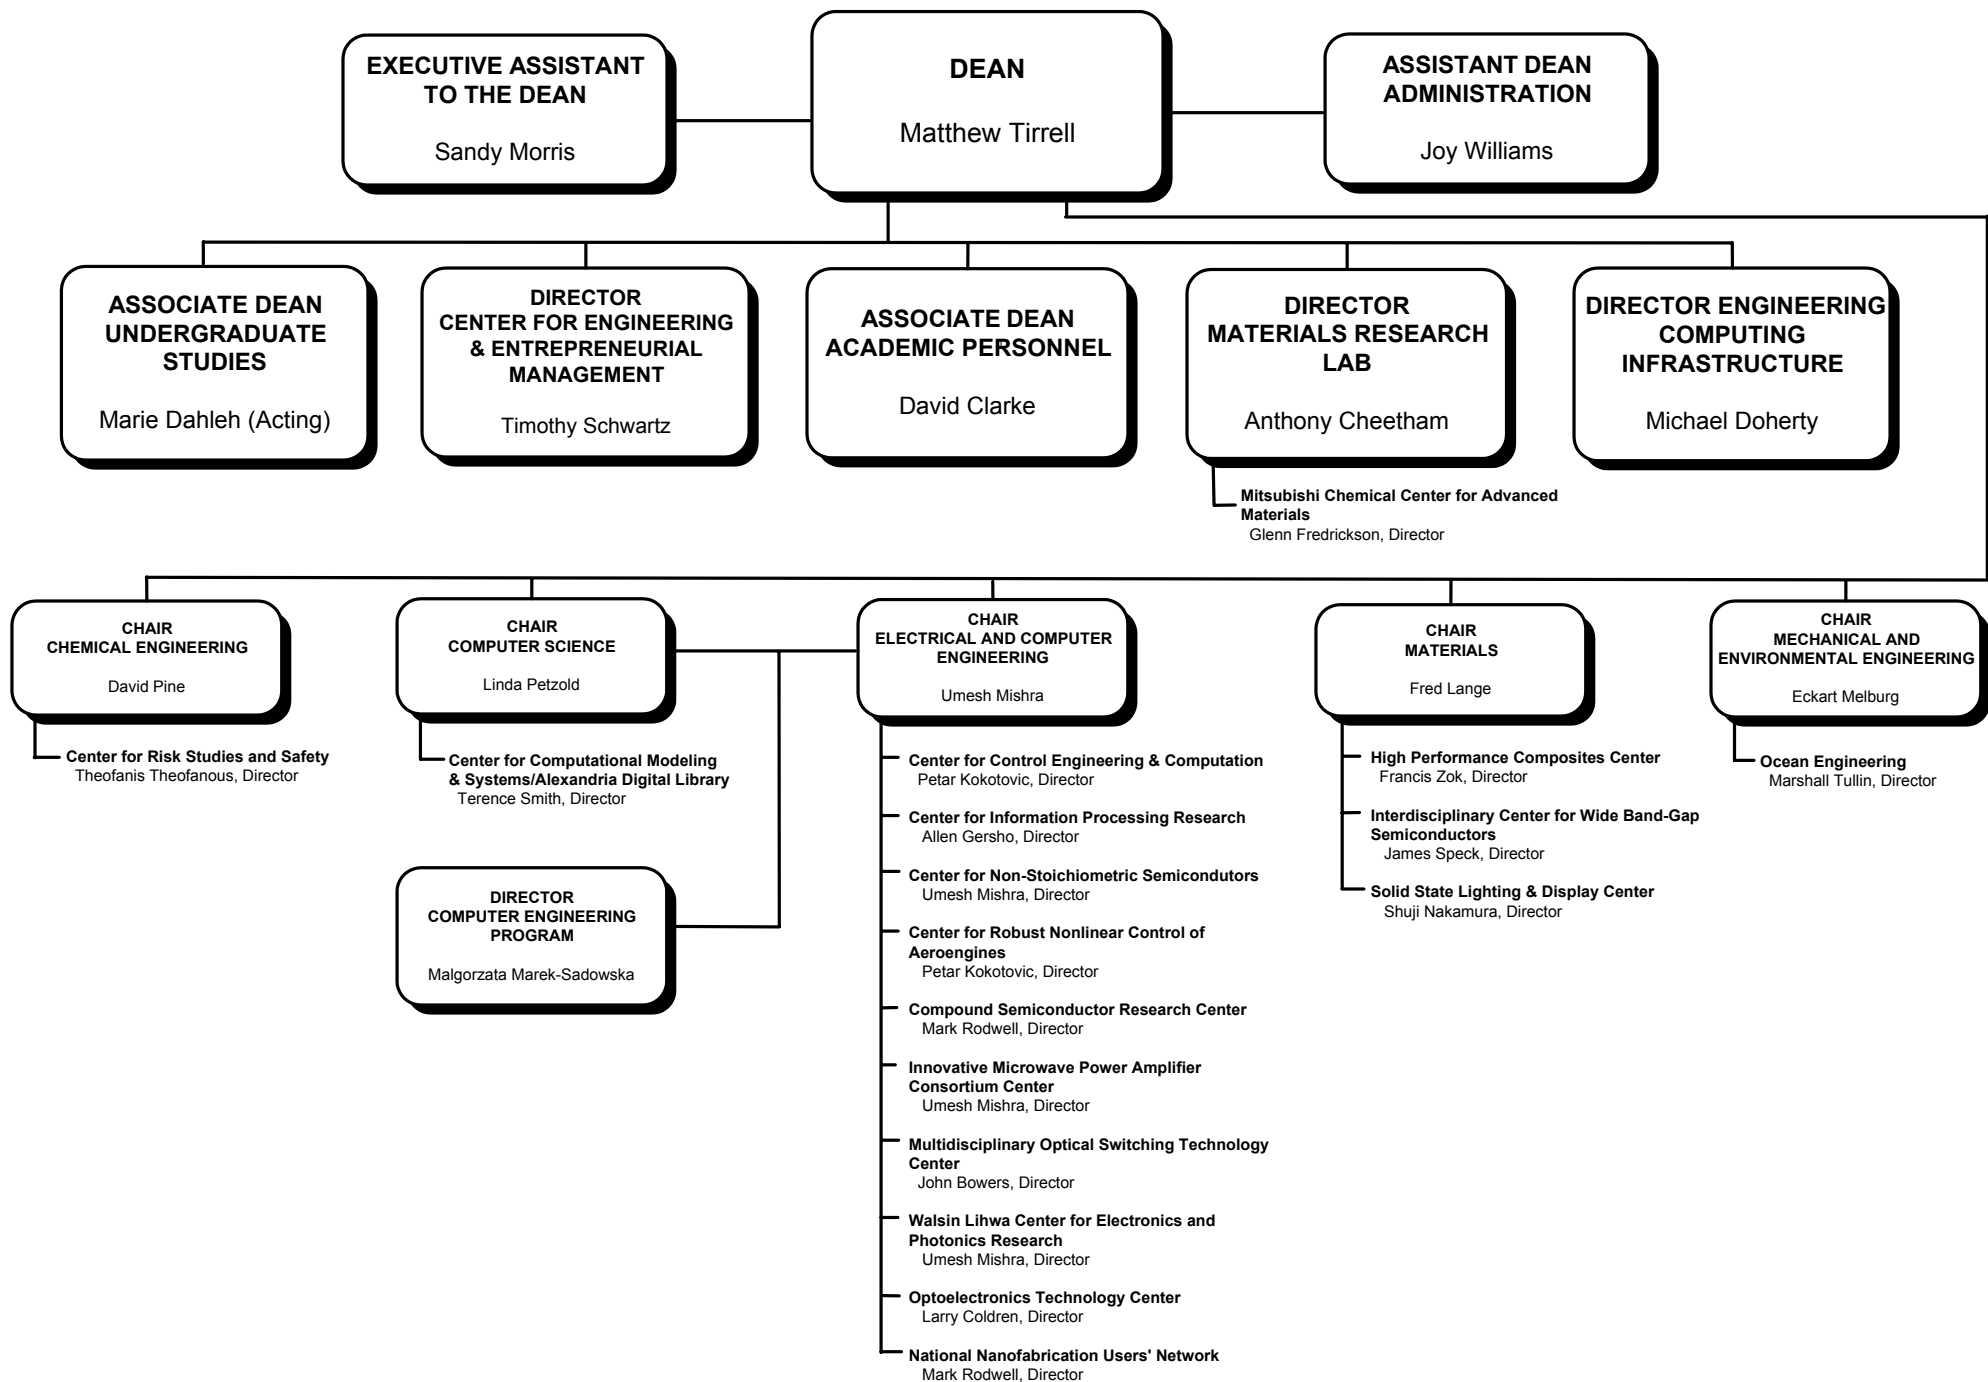 EXECUTIVE ASSISTANT
TO THE DEAN
Sandy Morris
DEAN
Matthew Tirrell
ASSISTANT DEAN
ADMINISTRATION
Joy Williams
ASSOCIATE DEAN
UNDERGRADUATE
STUDIES
Marie Dahleh (Acting)
DIRECTOR
CENTER FOR ENGINEERING
& ENTREPRENEURIAL
MANAGEMENT
Timothy Schwartz
ASSOCIATE DEAN
ACADEMIC PERSONNEL
David Clarke
DIRECTOR
MATERIALS RESEARCH
LAB
Anthony Cheetham
DIRECTOR ENGINEERING
COMPUTING
INFRASTRUCTURE
Michael Doherty
Mitsubishi Chemical Center for Advanced
Materials
Glenn Fredrickson, Director
CHAIR
CHEMICAL ENGINEERING
David Pine
CHAIR
COMPUTER SCIENCE
Linda Petzold
CHAIR
ELECTRICAL AND COMPUTER
ENGINEERING
Umesh Mishra
CHAIR
MATERIALS
Fred Lange
CHAIR
MECHANICAL AND
ENVIRONMENTAL ENGINEERING
Eckart Melburg
Center for Risk Studies and Safety
Theofanis Theofanous, Director
Center for Computational Modeling
& Systems/Alexandria Digital Library
Terence Smith, Director
DIRECTOR
COMPUTER ENGINEERING
PROGRAM
Malgorzata Marek-Sadowska
Center for Control Engineering & Computation
Petar Kokotovic, Director
Center for Information Processing Research
Allen Gersho, Director
Center for Non-Stoichiometric Semicondutors
Umesh Mishra, Director
Center for Robust Nonlinear Control of
Aeroengines
Petar Kokotovic, Director
Compound Semiconductor Research Center
Mark Rodwell, Director
Innovative Microwave Power Amplifier
Consortium Center
Umesh Mishra, Director
Multidisciplinary Optical Switching Technology
Center
John Bowers, Director
Walsin Lihwa Center for Electronics and
Photonics Research
Umesh Mishra, Director
Optoelectronics Technology Center
Larry Coldren, Director
National Nanofabrication Users' Network
Mark Rodwell, Director
High Performance Composites Center
Francis Zok, Director
Interdisciplinary Center for Wide Band-Gap
Semiconductors
James Speck, Director
Solid State Lighting & Display Center
Shuji Nakamura, Director
Ocean Engineering
Marshall Tullin, Director